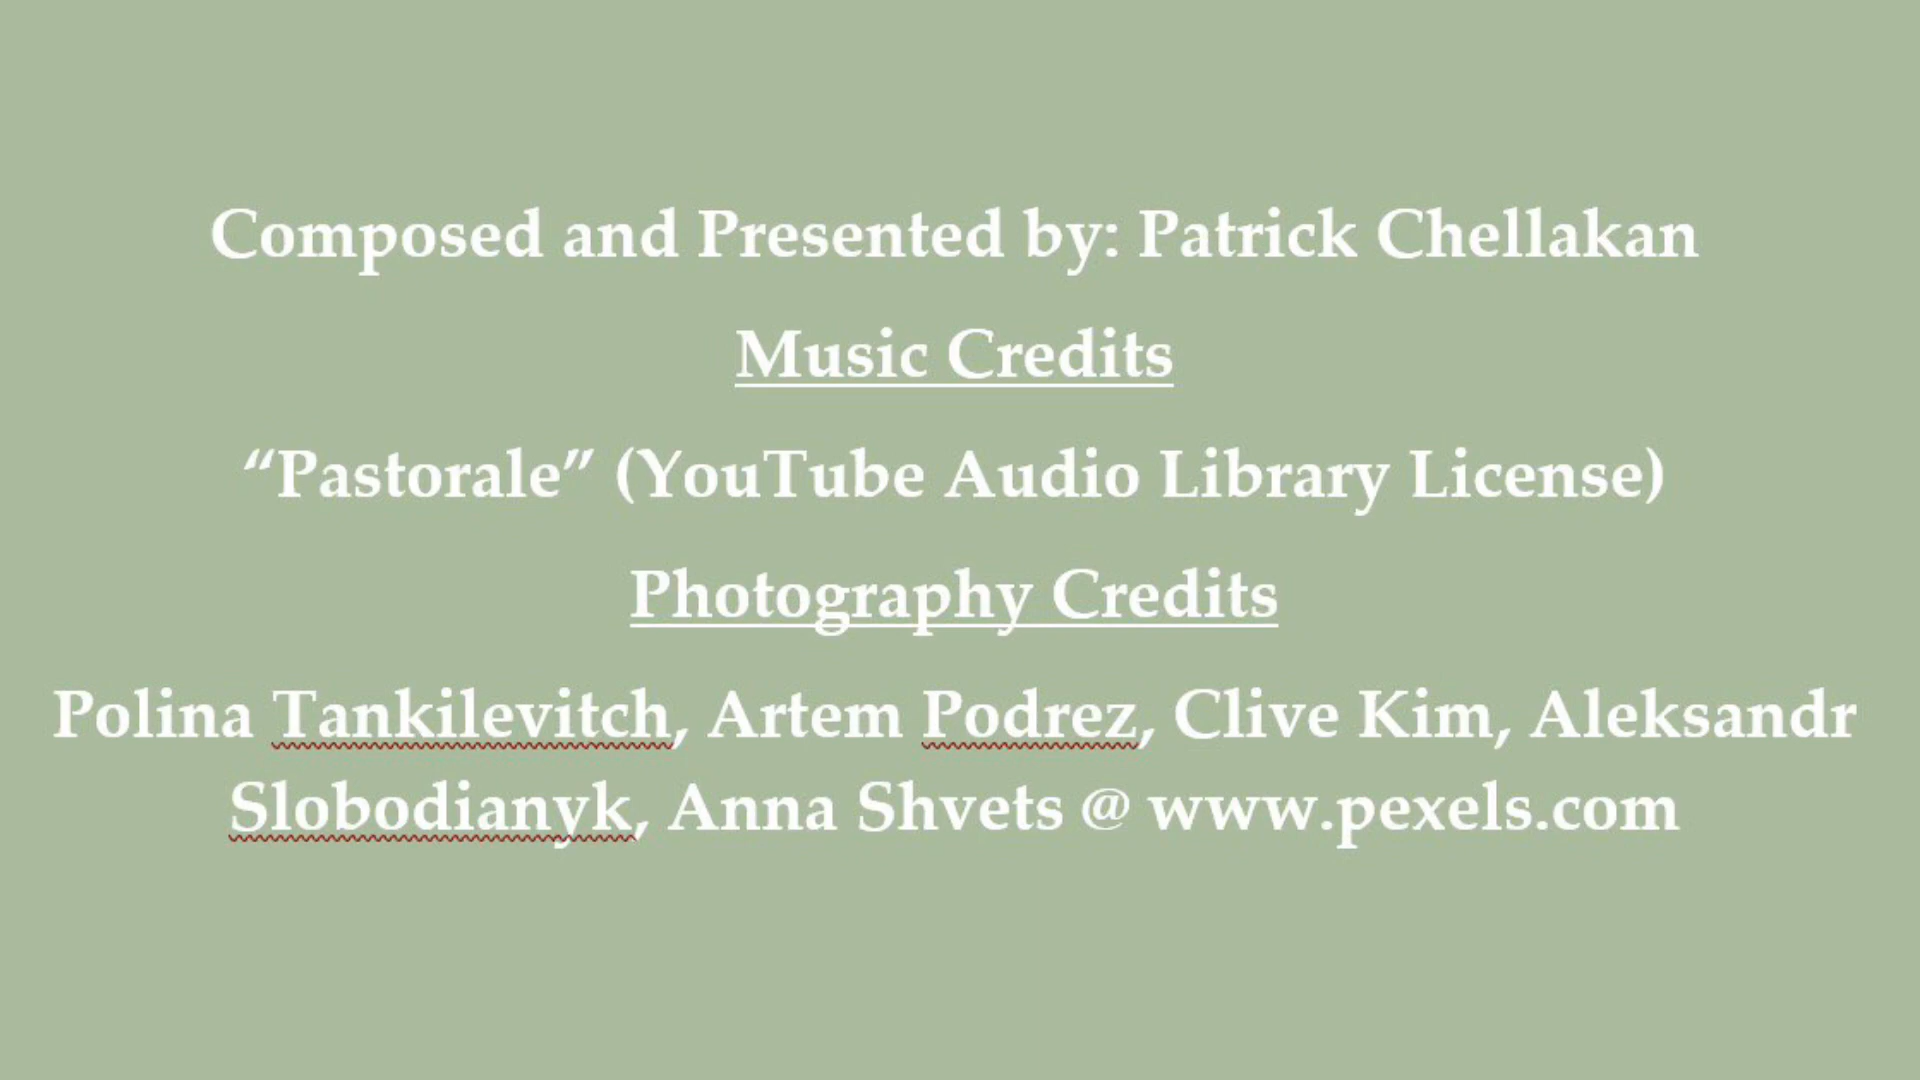 Composed and Presented by: Patrick Chellakan
Music Credits
“Pastorale” (YouTube Audio Library License)
Photography Credits
Polina Tankilevitch, Artem Podrez, Clive Kim, Aleksandr
Slobodianyk, Anna Shvets @ www.pexels.com